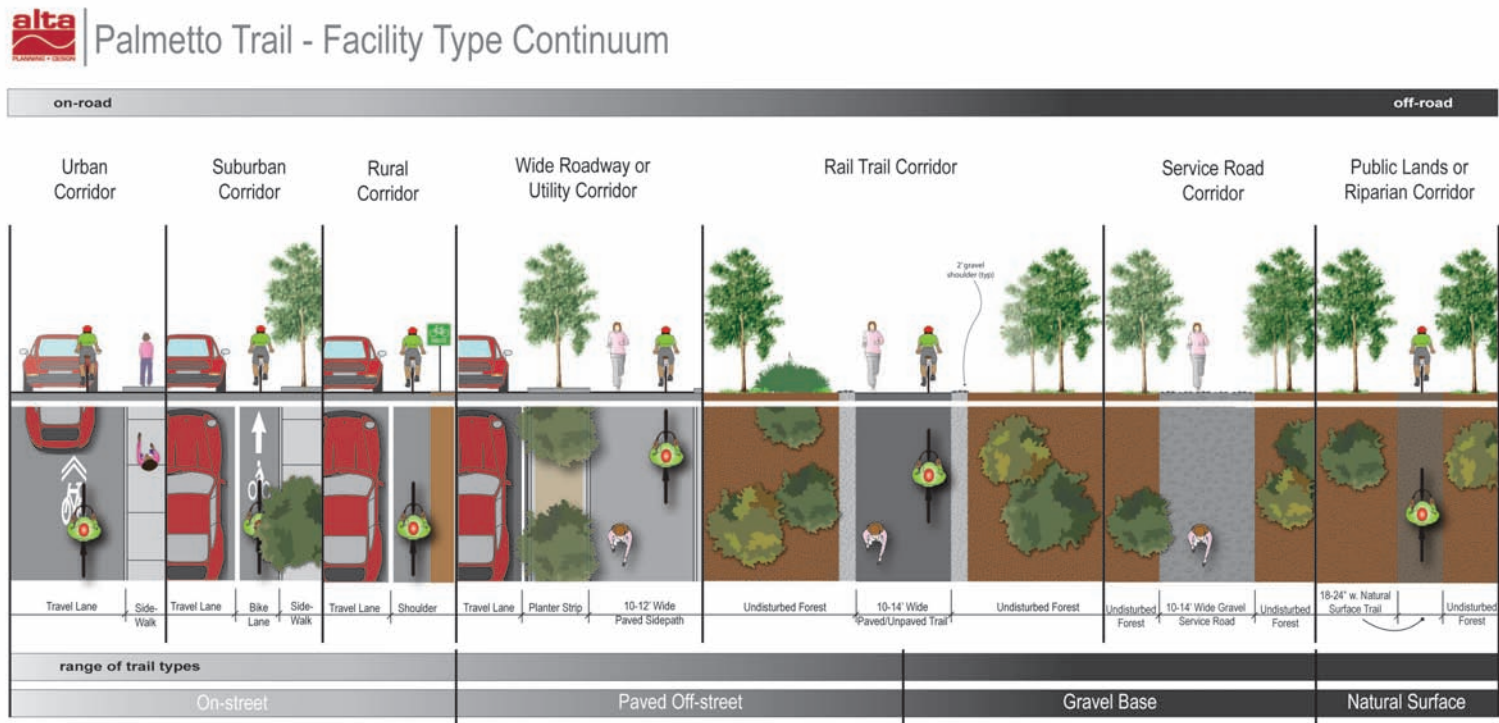 alta
PLANNING + DESIGN
Palmetto Trail - Facility Type Continuum
on-road
off-road
Urban
Corridor
Suburban
Corridor
Rural
Corridor
Wide Roadway or
Utility Corridor
Rail Trail Corridor
Service Road
Corridor
Public Lands or
Riparian Corridor
2' gravel
shoulder (typ)
Travel Lane
Side-
Walk
Travel Lane
Bike
Lane
Side-
Walk
Travel Lane
Shoulder
Travel Lane
Planter Strip
10-12' Wide
Paved Sidepath
Undisturbed Forest
10-14' Wide
Paved/Unpaved Trail
Undisturbed Forest
Undisturbed
Forest
10-14' Wide Gravel
Service Road
Undisturbed
Forest
18-24" w. Natural
Surface Trail
Undisturbed
Forest
range of trail types
On-street
Paved Off-street
Gravel Base
Natural Surface